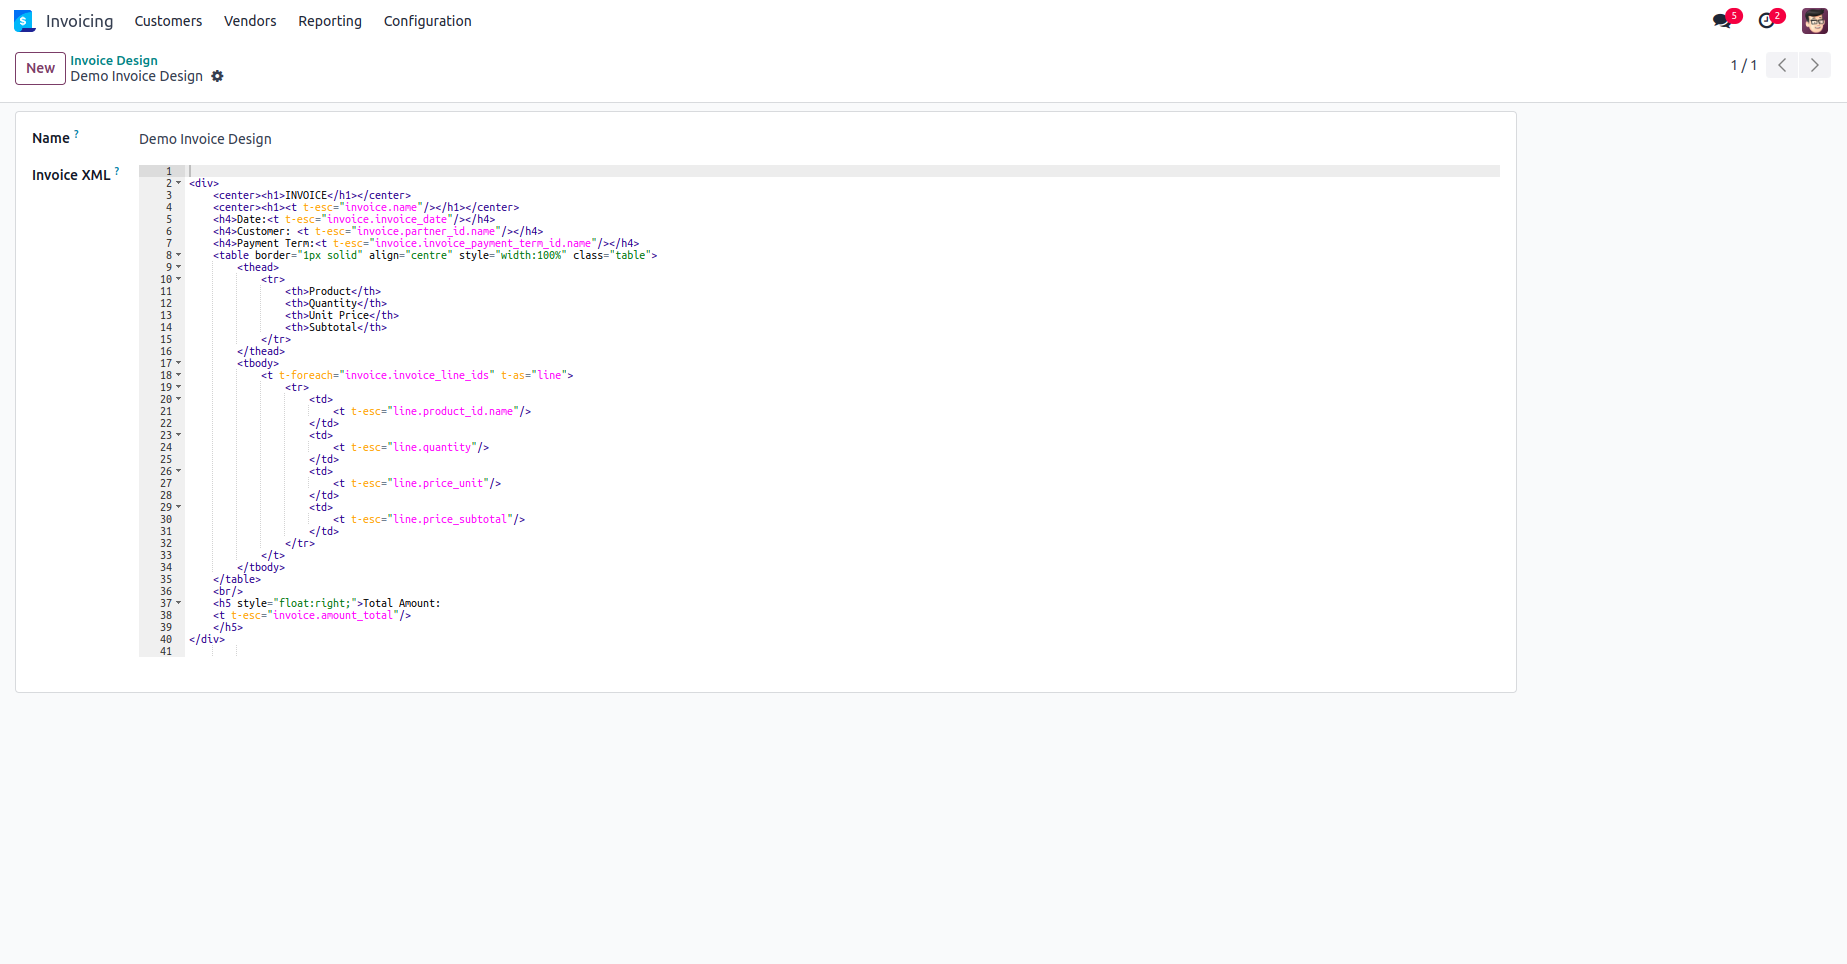 Invoicing Customers Vendors Reporting Configuration 5 2
New Invoice Design 1 / 1
Demo Invoice Design
Name ? Demo Invoice Design
Invoice XML ? 1
2 <div>
3 <center><h1>INVOICE</h1></center>
4 <center><h1><t t-esc="invoice.name"/></h1></center>
5 <h4>Date:<t t-esc="invoice.invoice_date"/></h4>
6 <h4>Customer: <t t-esc="invoice.partner_id.name"/></h4>
7 <h4>Payment Term:<t t-esc="invoice.invoice_payment_term_id.name"/></h4>
8 <table border="1px solid" align="centre" style="width:100%" class="table">
9 <thead>
10 <tr>
11 <th>Product</th>
12 <th>Quantity</th>
13 <th>Unit Price</th>
14 <th>Subtotal</th>
15 </tr>
16 </thead>
17 <tbody>
18 <t t-foreach="invoice.invoice_line_ids" t-as="line">
19 <tr>
20 <td>
21 <t t-esc="line.product_id.name"/>
22 </td>
23 <td>
24 <t t-esc="line.quantity"/>
25 </td>
26 <td>
27 <t t-esc="line.price_unit"/>
28 </td>
29 <td>
30 <t t-esc="line.price_subtotal"/>
31 </td>
32 </tr>
33 </t>
34 </tbody>
35 </table>
36 <br/>
37 <h5 style="float:right;">Total Amount:
38 <t t-esc="invoice.amount_total"/>
39 </h5>
40 </div>
41